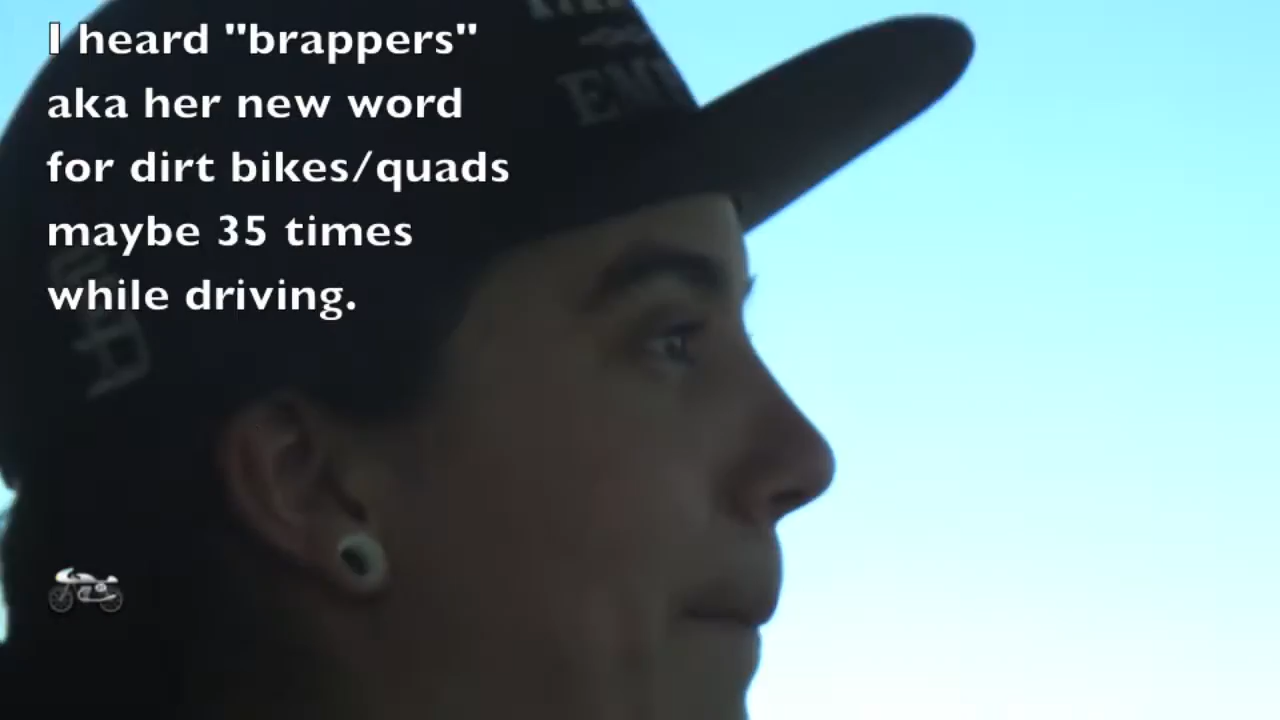 I heard "brappers"
aka her new word
for dirt bikes/quads
maybe 35 times
while driving.